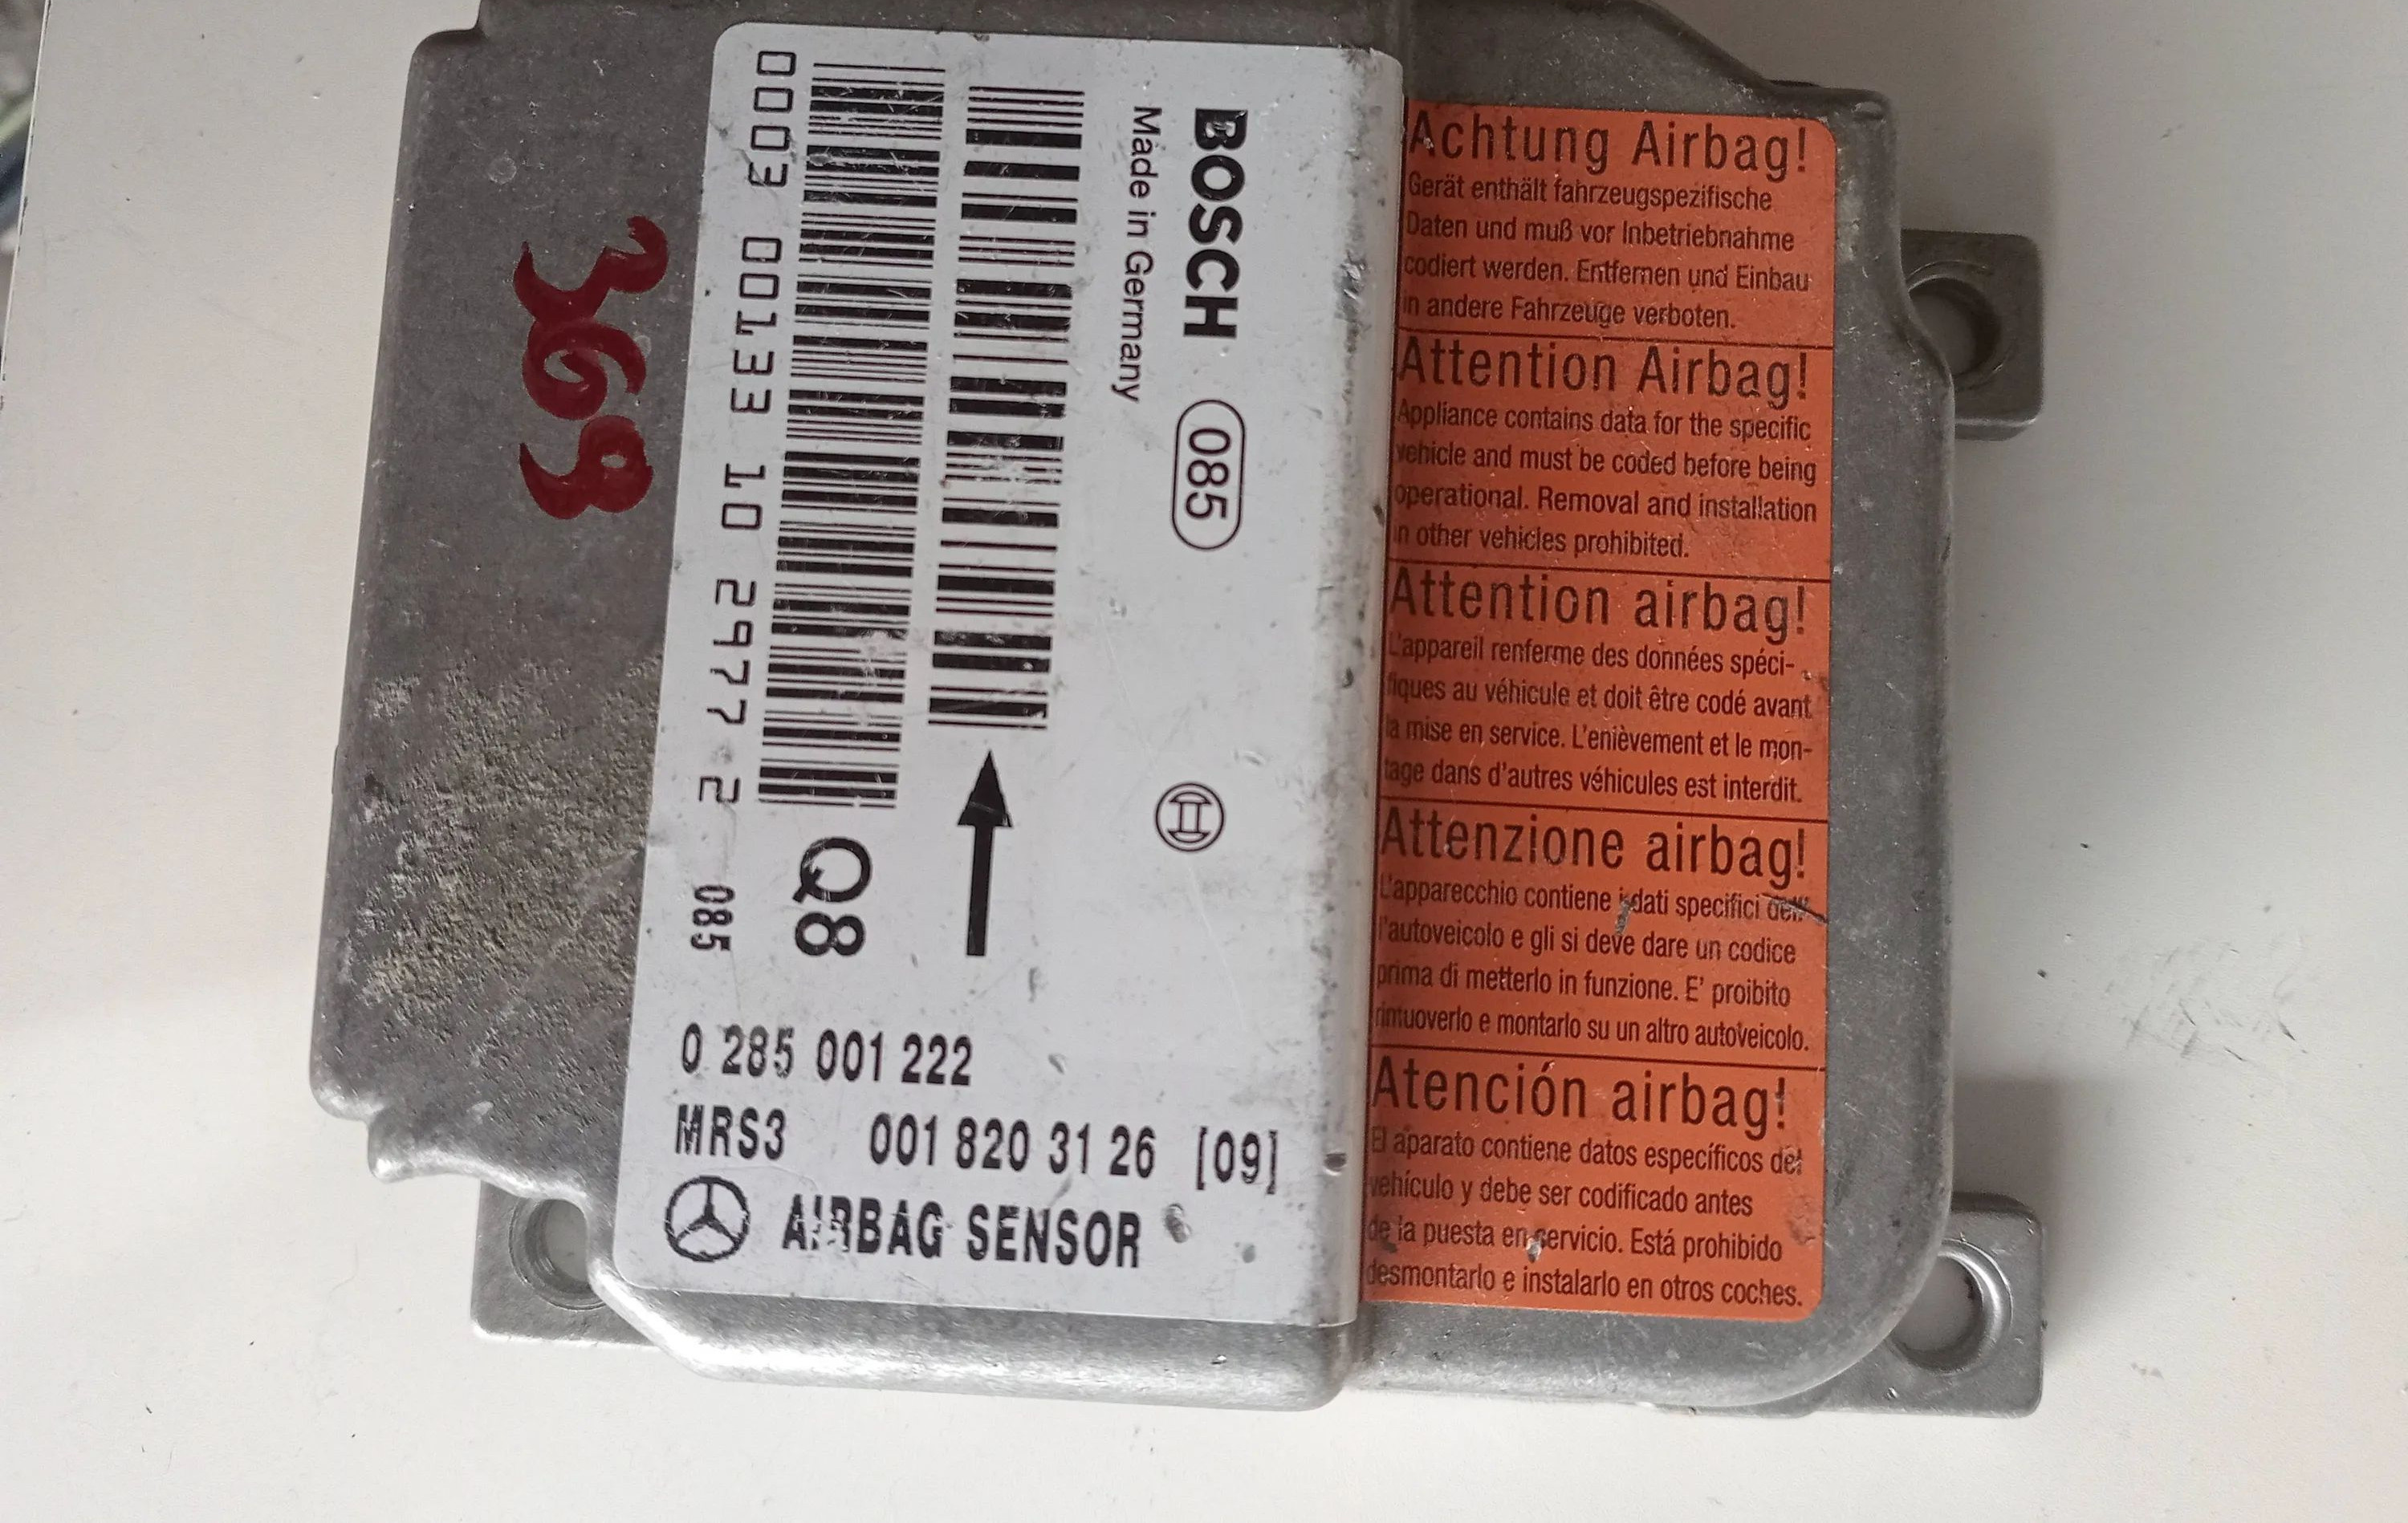 BOSCH 085
Made in Germany
0003 00133 10 2977 2 085
Q8
0 285 001 222
MRS3 001 820 31 26 [09]
AIRBAG SENSOR
369
Achtung Airbag!
Gerät enthält fahrzeugspezifische
Daten und muß vor Inbetriebnahme
codiert werden. Entfernen und Einbau
in andere Fahrzeuge verboten.
Attention Airbag!
Appliance contains data for the specific
vehicle and must be coded before being
operational. Removal and installation
in other vehicles prohibited.
Attention airbag!
L'appareil renferme des données spéci-
fiques au véhicule et doit être codé avant
la mise en service. L'enièvement et le mon-
tage dans d'autres véhicules est interdit.
Attenzione airbag!
L'apparecchio contiene i dati specifici dell'
l'autoveicolo e gli si deve dare un codice
prima di metterlo in funzione. E' proibito
rintuoverlo e montarlo su un altro autoveicolo.
Atención airbag!
El aparato contiene datos específicos del
vehículo y debe ser codificado antes
de la puesta en servicio. Está prohibido
desmontarlo e instalarlo en otros coches.